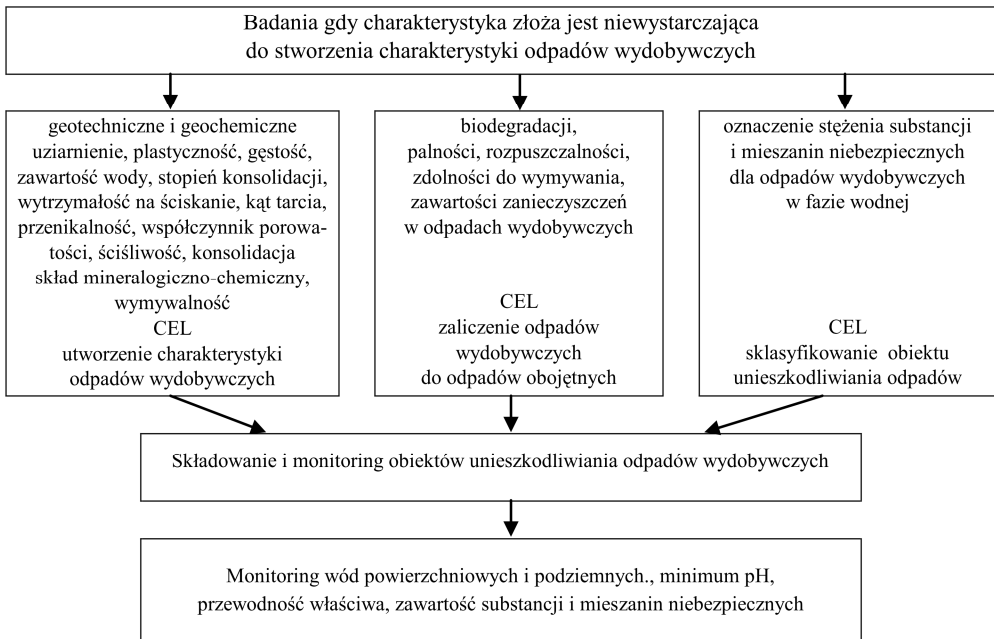 Badania gdy charakterystyka złoża jest niewystarczająca
do stworzenia charakterystyki odpadów wydobywczych
geotechniczne i geochemiczne
uziarnienie, plastyczność, gęstość,
zawartość wody, stopień konsolidacji,
wytrzymałość na ściskanie, kąt tarcia,
przenikalność, współczynnik porowa-
tości, ściśliwość, konsolidacja
skład mineralogiczno-chemiczny,
wymywalność
CEL
utworzenie charakterystyki
odpadów wydobywczych
biodegradacji,
palności, rozpuszczalności,
zdolności do wymywania,
zawartości zanieczyszczeń
w odpadach wydobywczych
CEL
zaliczenie odpadów
wydobywczych
do odpadów obojętnych
oznaczenie stężenia substancji
i mieszanin niebezpiecznych
dla odpadów wydobywczych
w fazie wodnej
CEL
sklasyfikowanie obiektu
unieszkodliwiania odpadów
Składowanie i monitoring obiektów unieszkodliwiania odpadów wydobywczych
Monitoring wód powierzchniowych i podziemnych., minimum pH,
przewodność właściwa, zawartość substancji i mieszanin niebezpiecznych